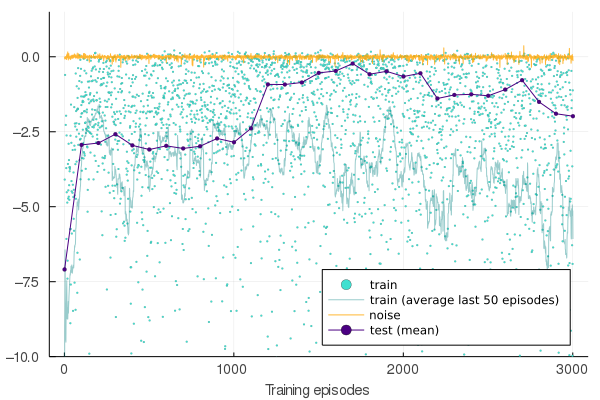 0.0
−2.5
−5.0
−7.5
−10.0
train
train (average last 50 episodes)
noise
test (mean)
0 1000 2000 3000
Training episodes